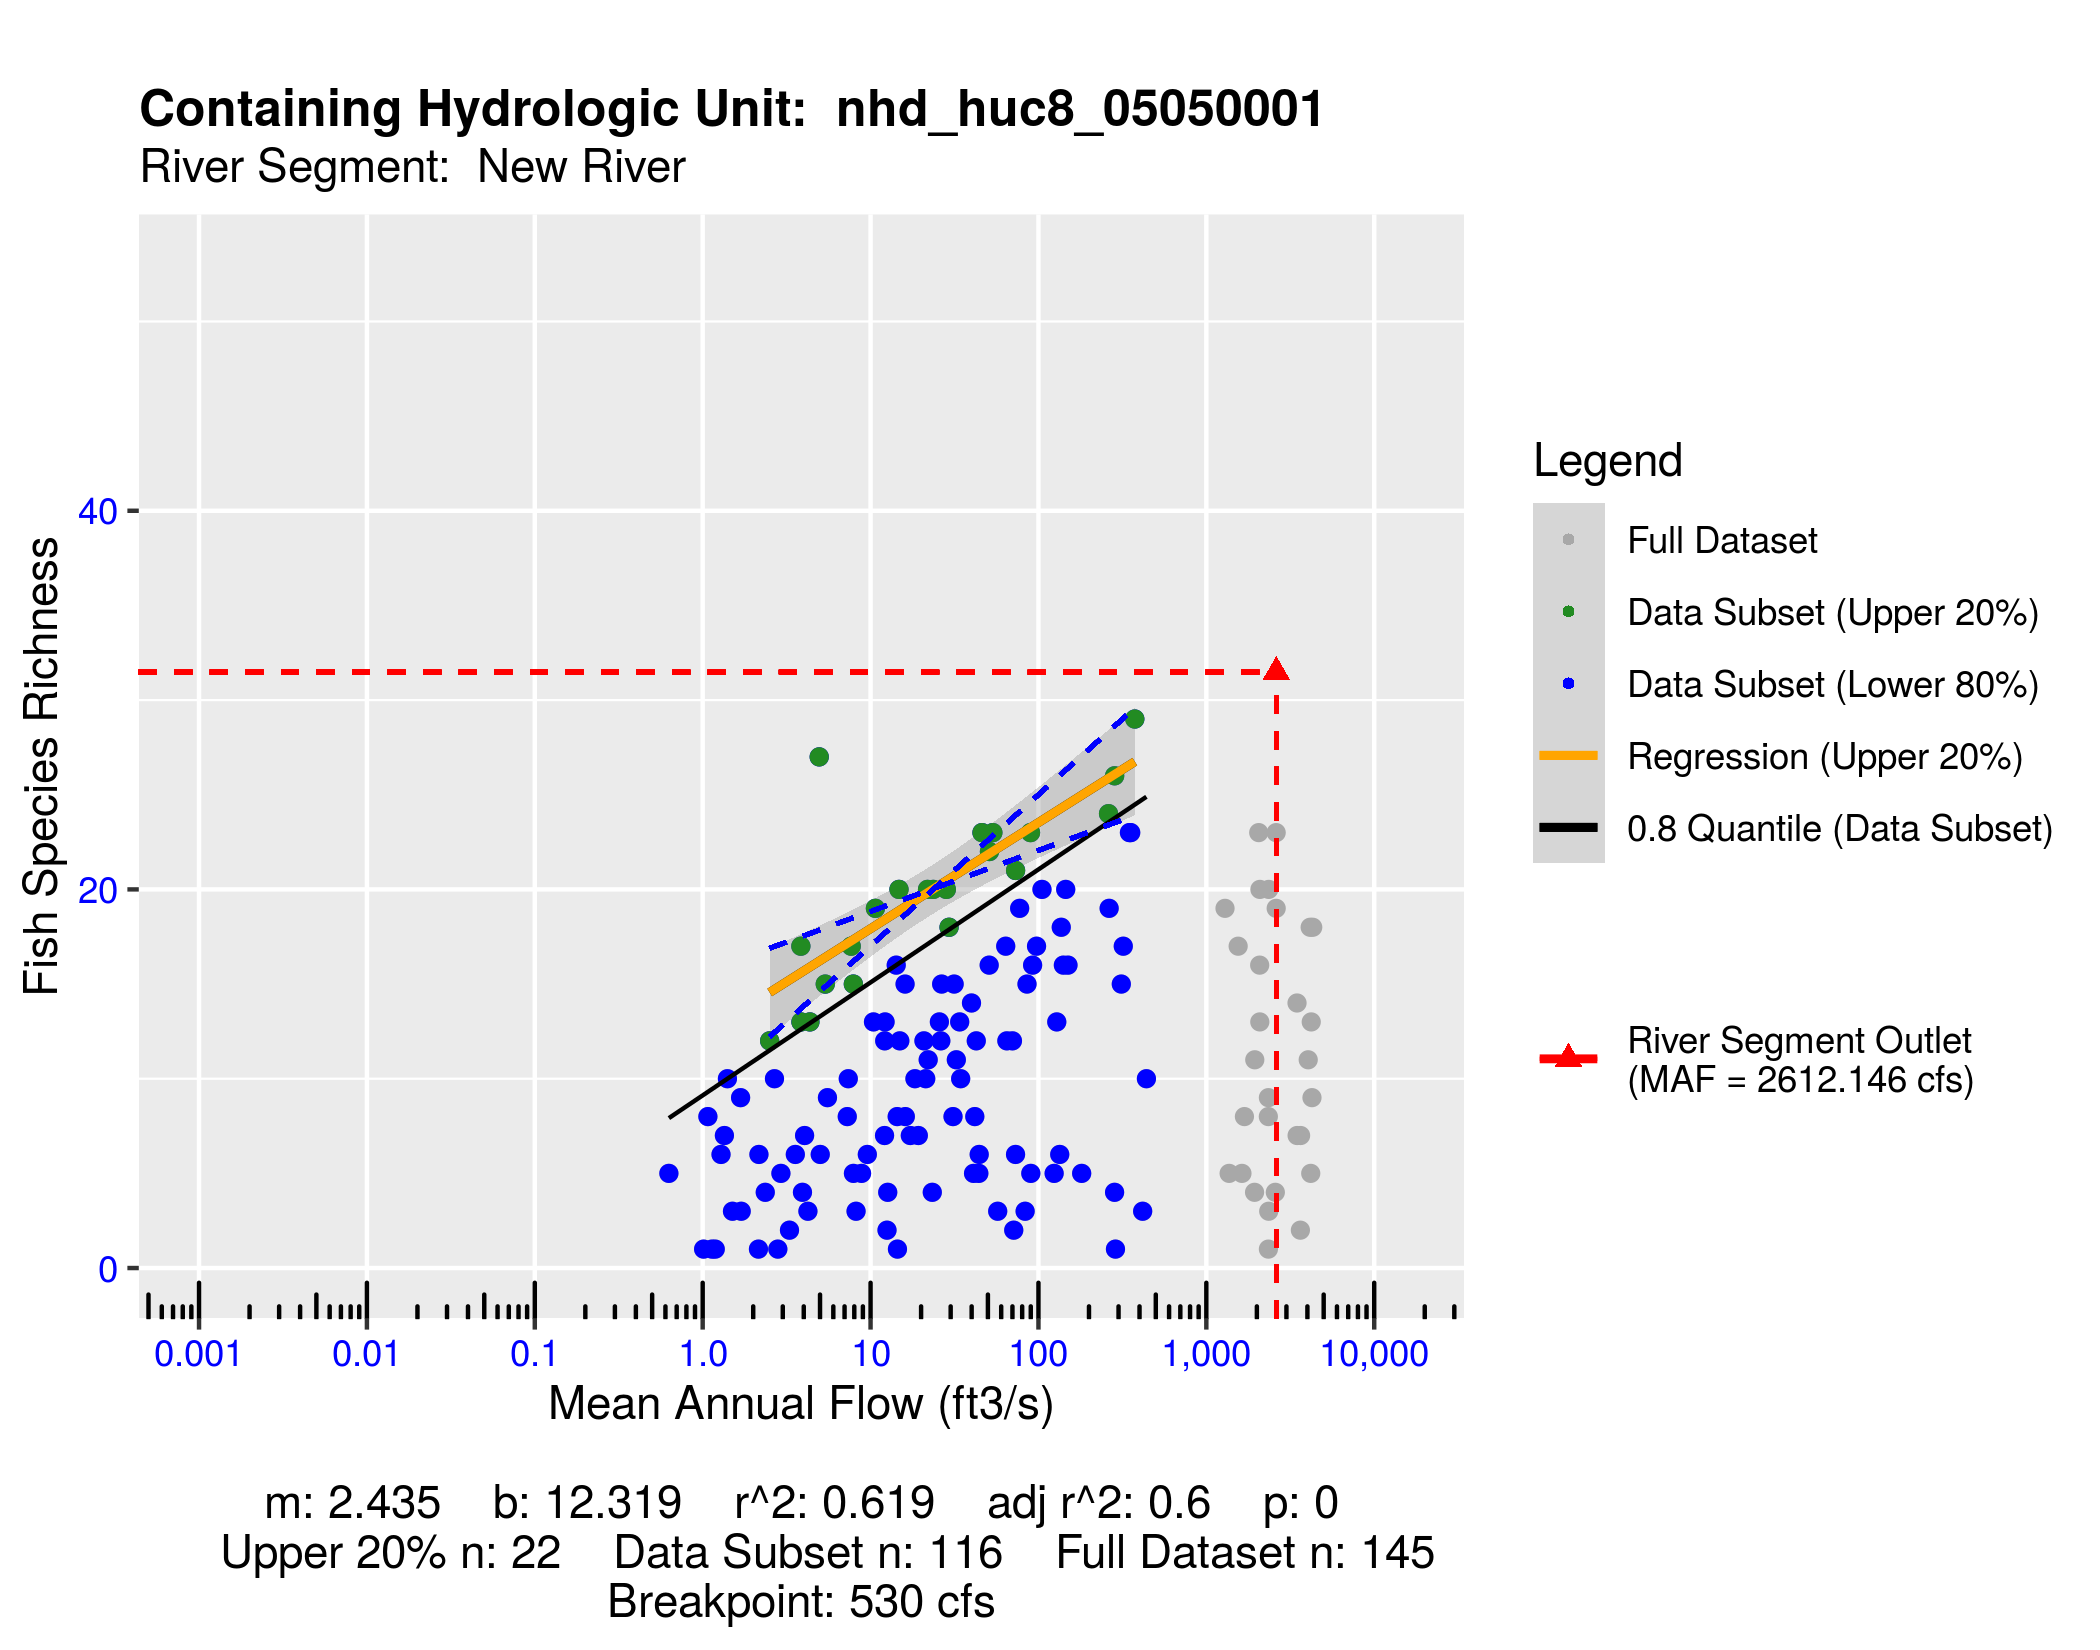 Containing Hydrologic Unit:  nhd_huc8_05050001
River Segment:  New River
Fish Species Richness
40
20
0
0.001 0.01 0.1 1.0 10 100 1,000 10,000
Mean Annual Flow (ft3/s)
Legend
Full Dataset
Data Subset (Upper 20%)
Data Subset (Lower 80%)
Regression (Upper 20%)
0.8 Quantile (Data Subset)
River Segment Outlet
(MAF = 2612.146 cfs)
m: 2.435    b: 12.319    r^2: 0.619    adj r^2: 0.6    p: 0
Upper 20% n: 22    Data Subset n: 116    Full Dataset n: 145
Breakpoint: 530 cfs